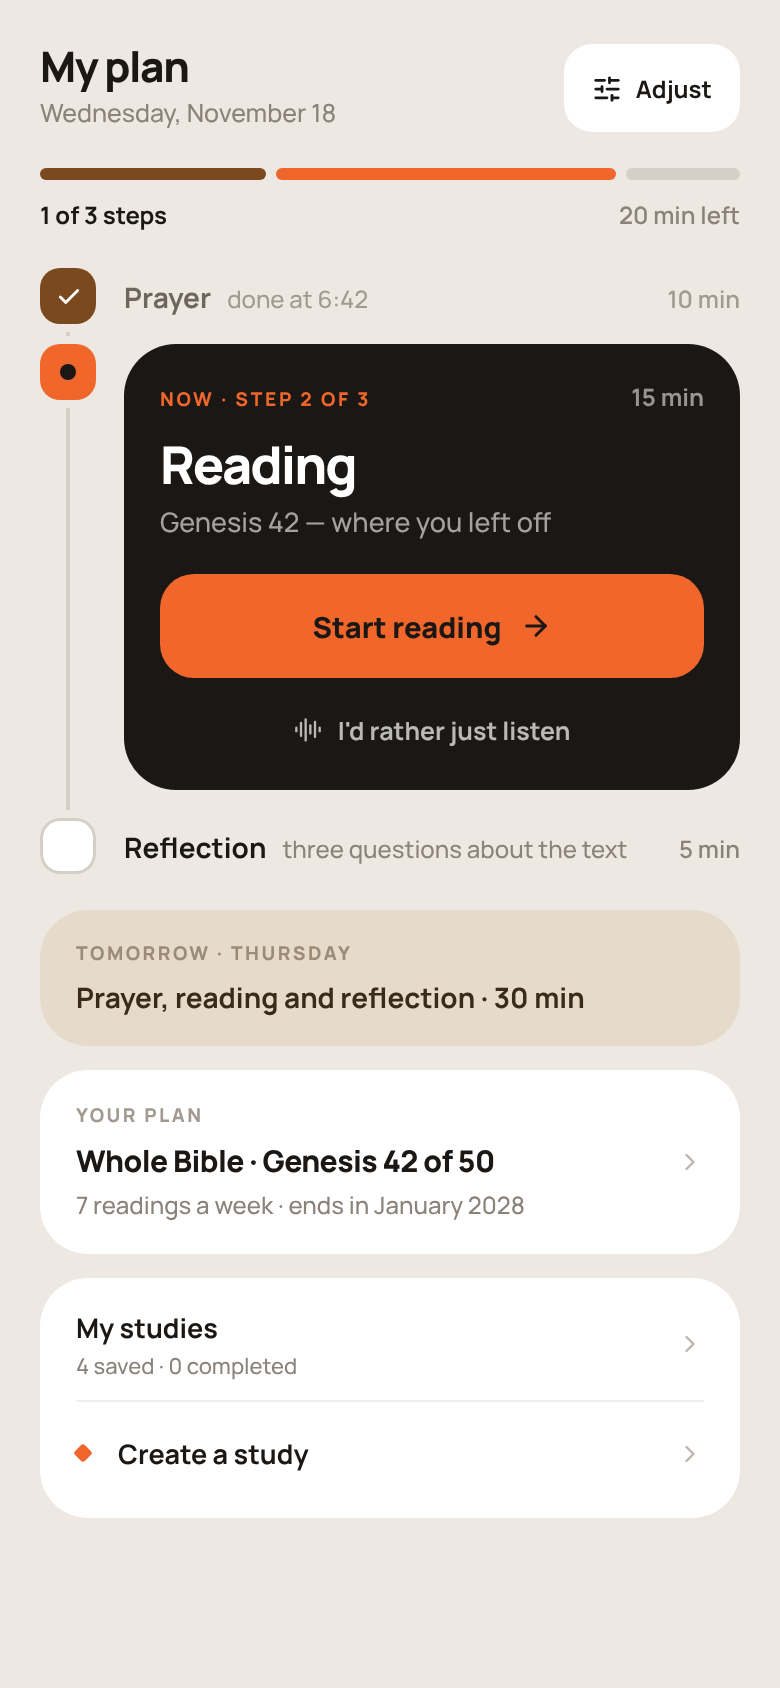 My plan
Adjust
Wednesday, November 18
1 of 3 steps
20 min left
Prayer done at 6:42 10 min
NOW · STEP 2 OF 3 15 min
Reading
Genesis 42 — where you left off
Start reading →
I'd rather just listen
Reflection three questions about the text 5 min
TOMORROW · THURSDAY
Prayer, reading and reflection · 30 min
YOUR PLAN
Whole Bible · Genesis 42 of 50
7 readings a week · ends in January 2028
My studies
4 saved · 0 completed
Create a study